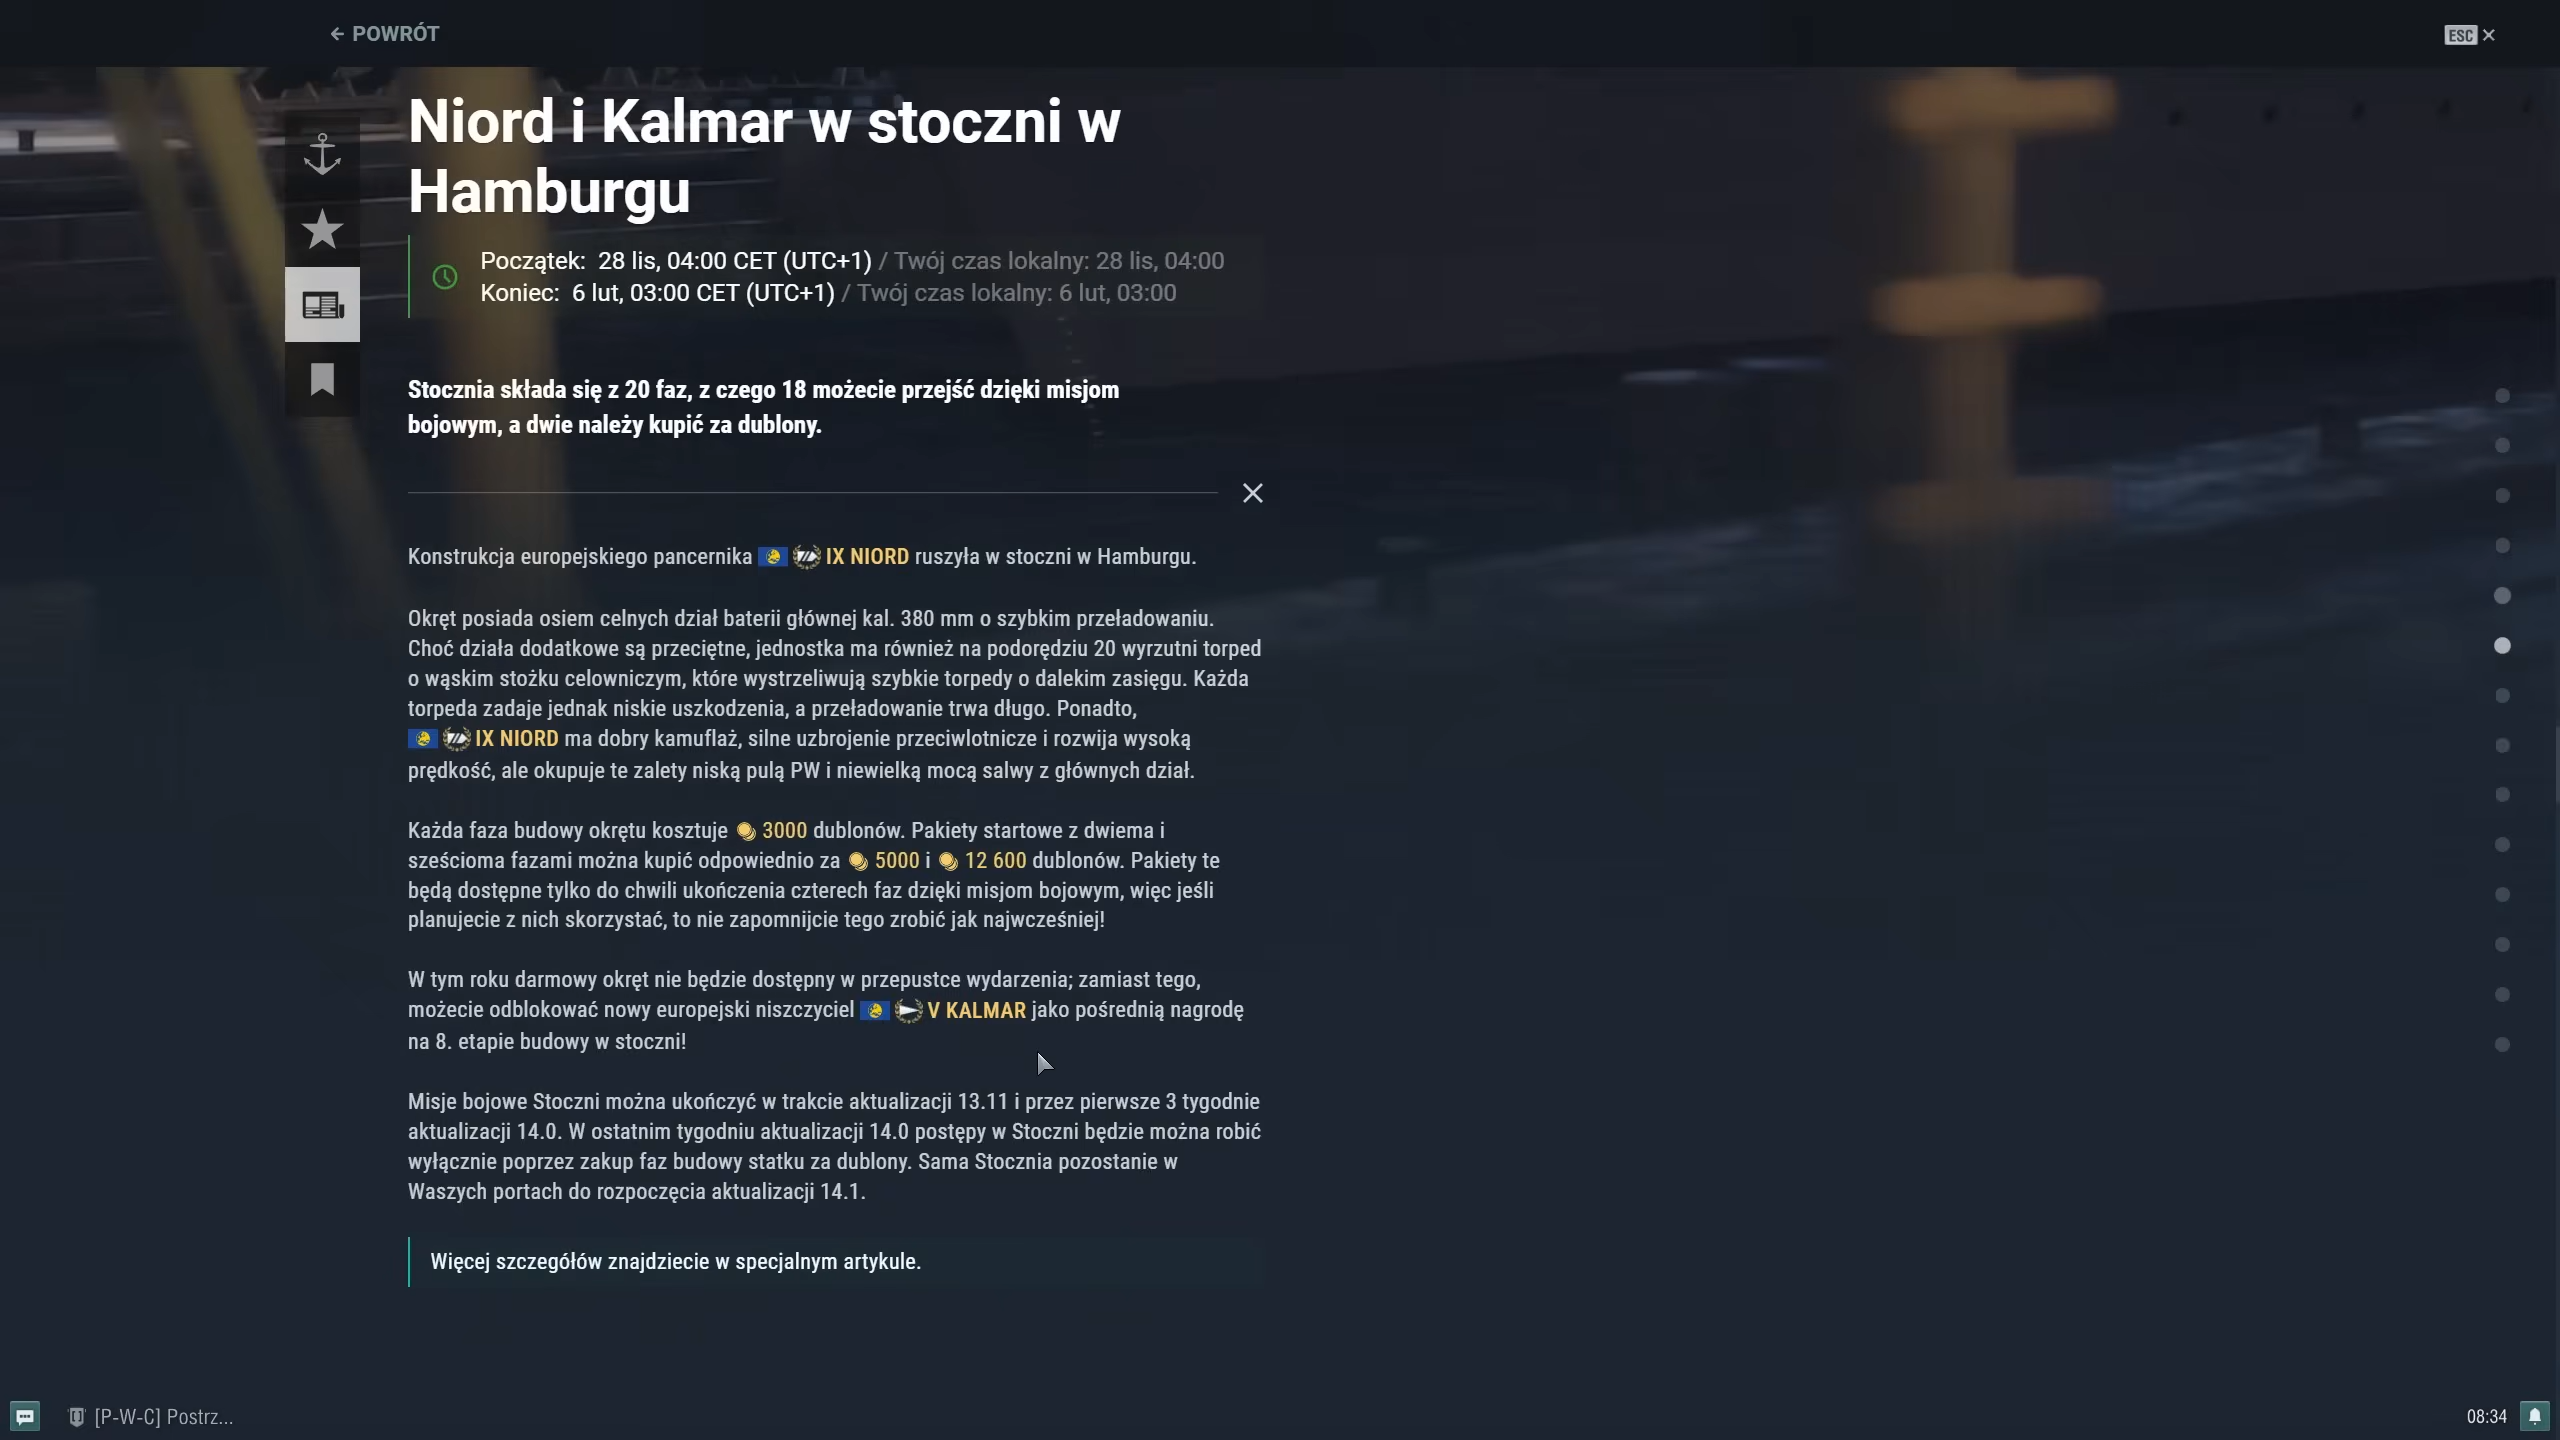 POWRÓT
ESC
Niord i Kalmar w stoczni w
Hamburgu
Początek: 28 lis, 04:00 CET (UTC+1) / Twój czas lokalny: 28 lis, 04:00
Koniec: 6 lut, 03:00 CET (UTC+1) / Twój czas lokalny: 6 lut, 03:00
Stocznia składa się z 20 faz, z czego 18 możecie przejść dzięki misjom
bojowym, a dwie należy kupić za dublony.
Konstrukcja europejskiego pancernika IX NIORD ruszyła w stoczni w Hamburgu.
Okręt posiada osiem celnych dział baterii głównej kal. 380 mm o szybkim przeładowaniu.
Choć działa dodatkowe są przeciętne, jednostka ma również na podorędziu 20 wyrzutni torped
o wąskim stożku celowniczym, które wystrzeliwują szybkie torpedy o dalekim zasięgu. Każda
torpeda zadaje jednak niskie uszkodzenia, a przeładowanie trwa długo. Ponadto,
IX NIORD ma dobry kamuflaż, silne uzbrojenie przeciwlotnicze i rozwija wysoką
prędkość, ale okupuje te zalety niską pulą PW i niewielką mocą salwy z głównych dział.
Każda faza budowy okrętu kosztuje 3000 dublonów. Pakiety startowe z dwiema i
sześcioma fazami można kupić odpowiednio za 5000 i 12 600 dublonów. Pakiety te
będą dostępne tylko do chwili ukończenia czterech faz dzięki misjom bojowym, więc jeśli
planujecie z nich skorzystać, to nie zapomnijcie tego zrobić jak najwcześniej!
W tym roku darmowy okręt nie będzie dostępny w przepustce wydarzenia; zamiast tego,
możecie odblokować nowy europejski niszczyciel V KALMAR jako pośrednią nagrodę
na 8. etapie budowy w stoczni!
Misje bojowe Stoczni można ukończyć w trakcie aktualizacji 13.11 i przez pierwsze 3 tygodnie
aktualizacji 14.0. W ostatnim tygodniu aktualizacji 14.0 postępy w Stoczni będzie można robić
wyłącznie poprzez zakup faz budowy statku za dublony. Sama Stocznia pozostanie w
Waszych portach do rozpoczęcia aktualizacji 14.1.
Więcej szczegółów znajdziecie w specjalnym artykule.
[P-W-C] Postrz...
08:34